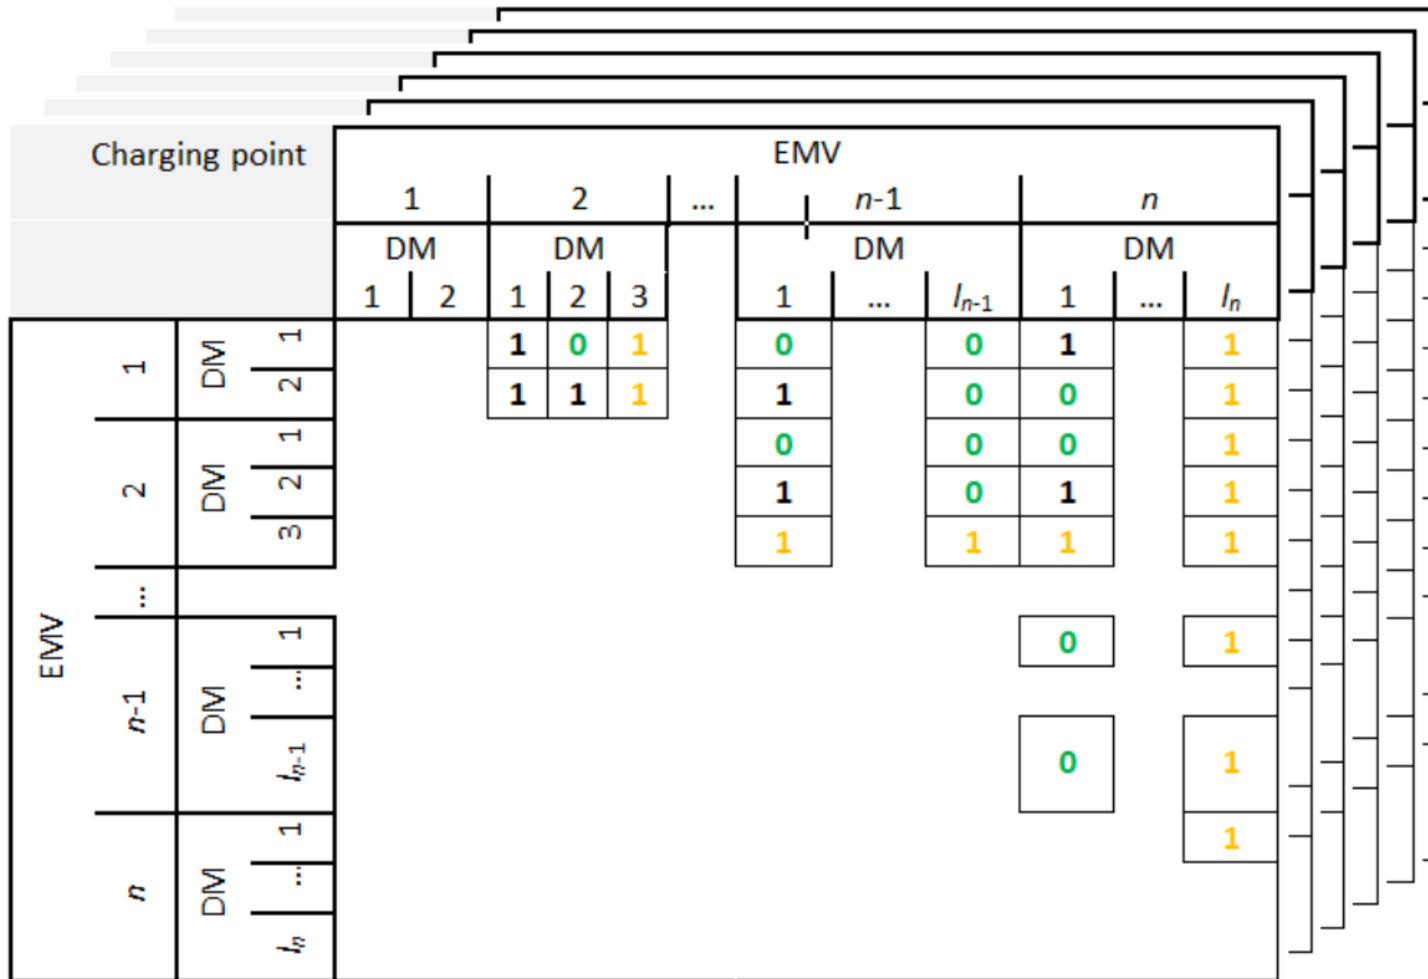 Charging point EMV
1 2 ... n-1 n
DM DM DM DM
1 2 1 2 3 1 ... ln-1 1 ... ln
EMV
1 DM 1 1 0 1 0 0 1 1
2 1 1 1 1 0 0 1
2 DM 1 0 0 0 1
2 1 0 1 1
3 1 1 1 1
...
n-1 DM 1 0 1
...
ln-1 0 1
n DM 1 1
...
ln